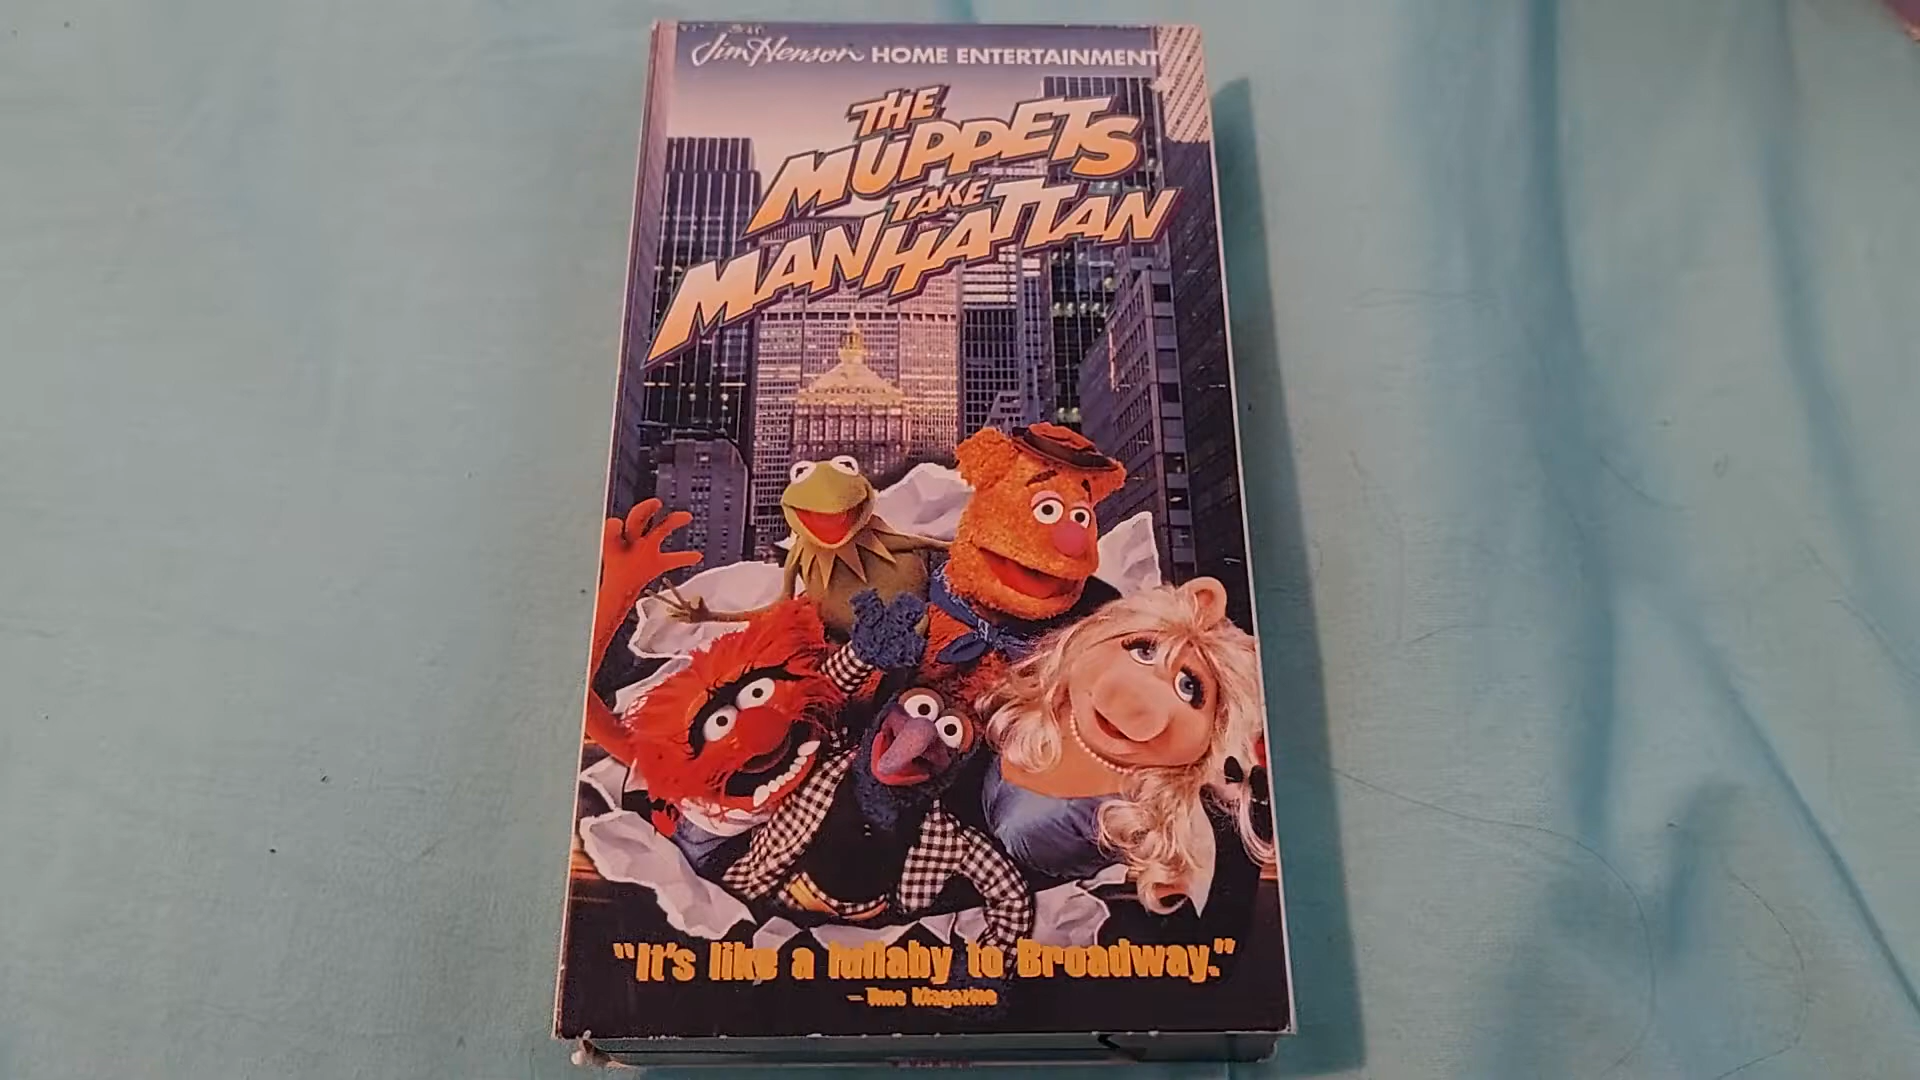 Jim Henson HOME ENTERTAINMENT
THE
MUPPETS
TAKE
MANHATTAN
"It's like a lullaby to Broadway."
– Time Magazine